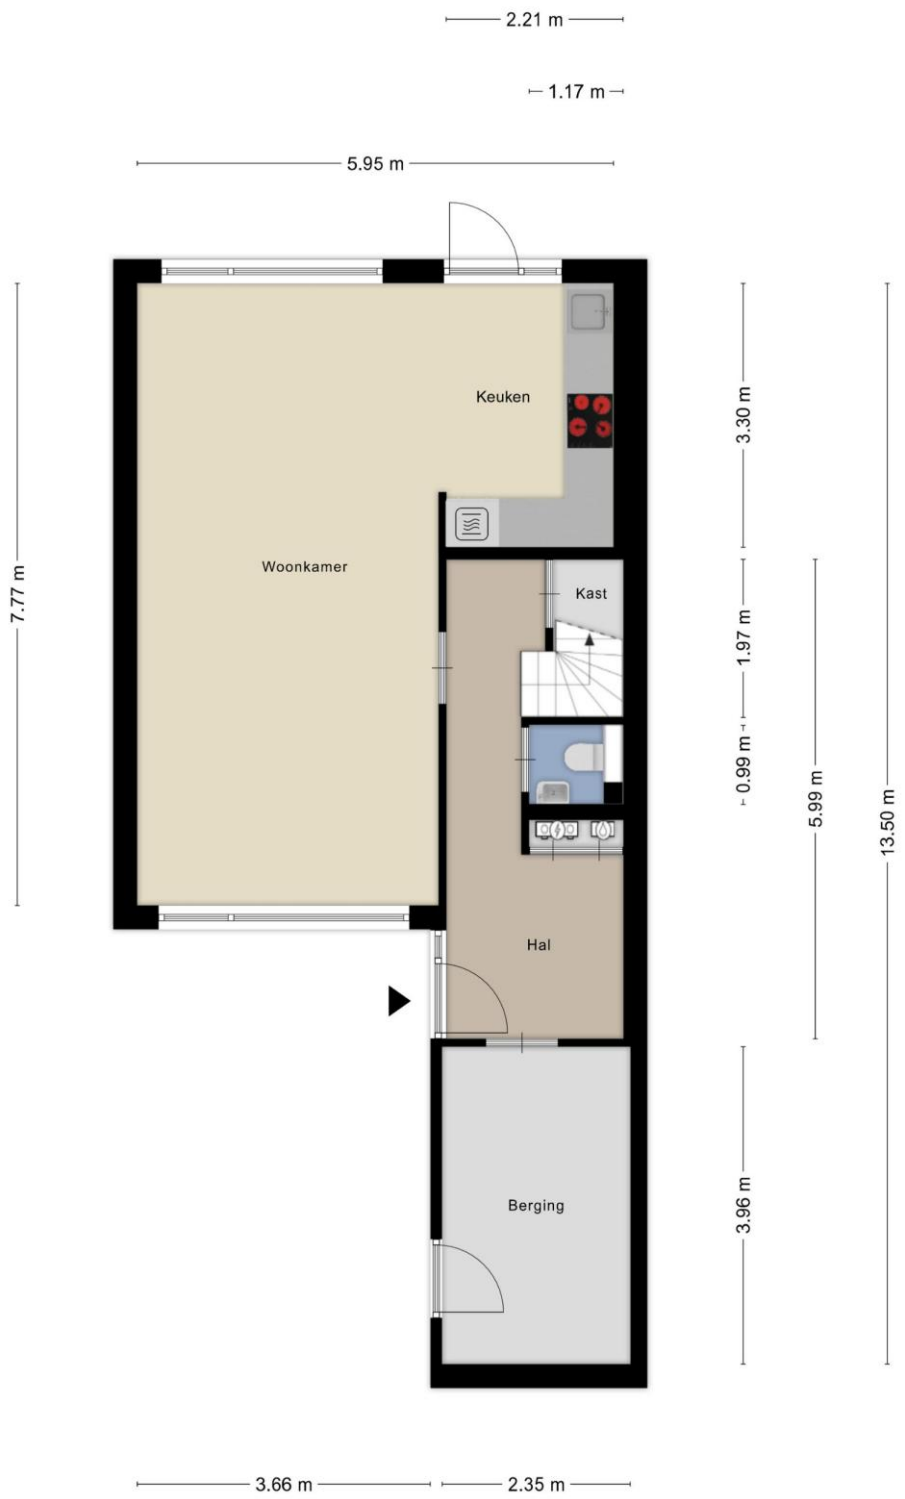 2.21 m
1.17 m
5.95 m
Keuken
3.30 m
Woonkamer
7.77 m
Kast
1.97 m
0.99 m
5.99 m
13.50 m
Hal
Berging
3.96 m
3.66 m
2.35 m